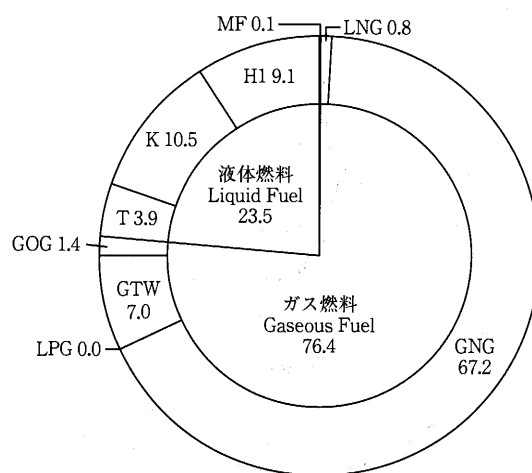 MF 0.1
LNG 0.8
H1 9.1
K 10.5
液体燃料
Liquid Fuel
23.5
T 3.9
GOG 1.4
GTW
7.0
ガス燃料
Gaseous Fuel
76.4
LPG 0.0
GNG
67.2